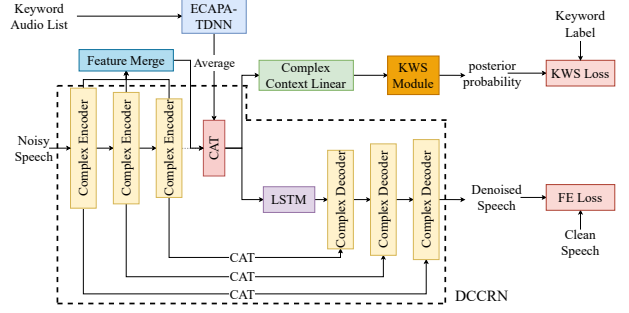 Keyword
Audio List
ECAPA-
TDNN
Keyword
Label
Feature Merge
Average
Complex
Context Linear
KWS
Module
posterior
probability
KWS Loss
Noisy
Speech
Complex Encoder
Complex Encoder
Complex Encoder
CAT
LSTM
Complex Decoder
Complex Decoder
Complex Decoder
Denoised
Speech
FE Loss
Clean
Speech
CAT
CAT
CAT
DCCRN